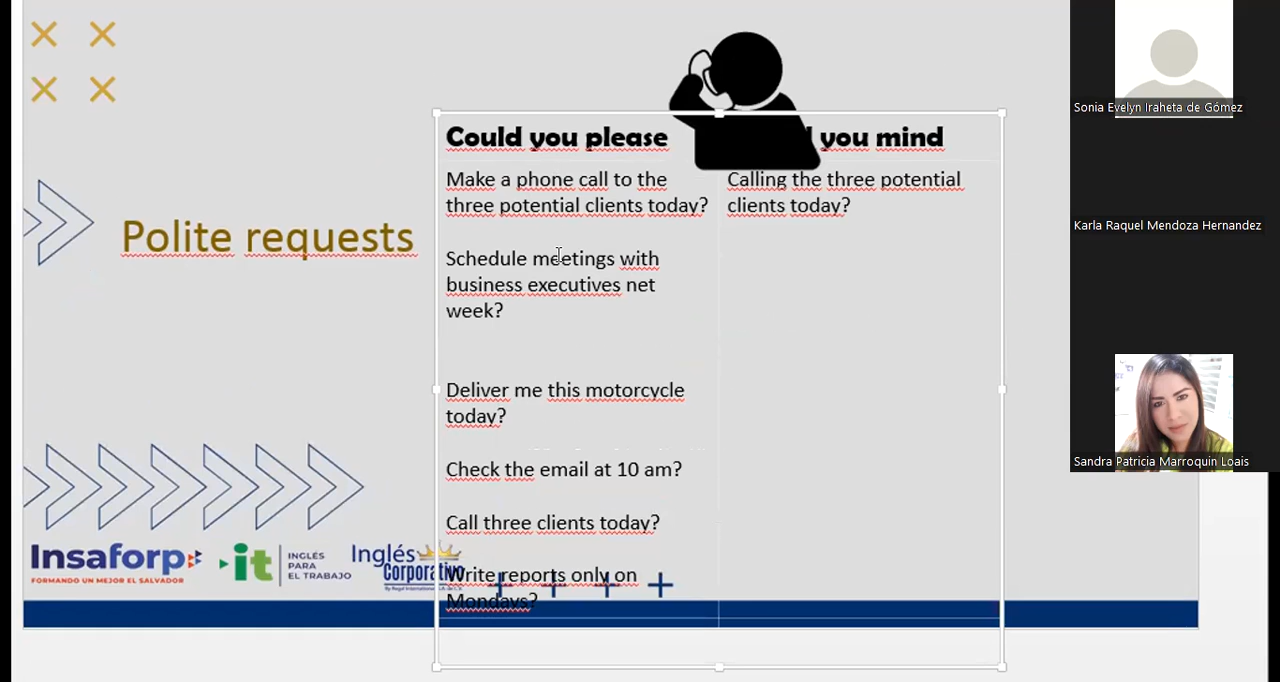 Polite requests
Could you please
you mind
Make a phone call to the
three potential clients today?
Calling the three potential
clients today?
Schedule meetings with
business executives net
week?
Deliver me this motorcycle
today?
Check the email at 10 am?
Call three clients today?
Write reports only on
Mondays?
Insaforp
FORMANDO UN MEJOR EL SALVADOR
it
INGLÉS
PARA
EL TRABAJO
Inglés
Corporativo
Sonia Evelyn Iraheta de Gómez
Karla Raquel Mendoza Hernandez
Sandra Patricia Marroquin Loais